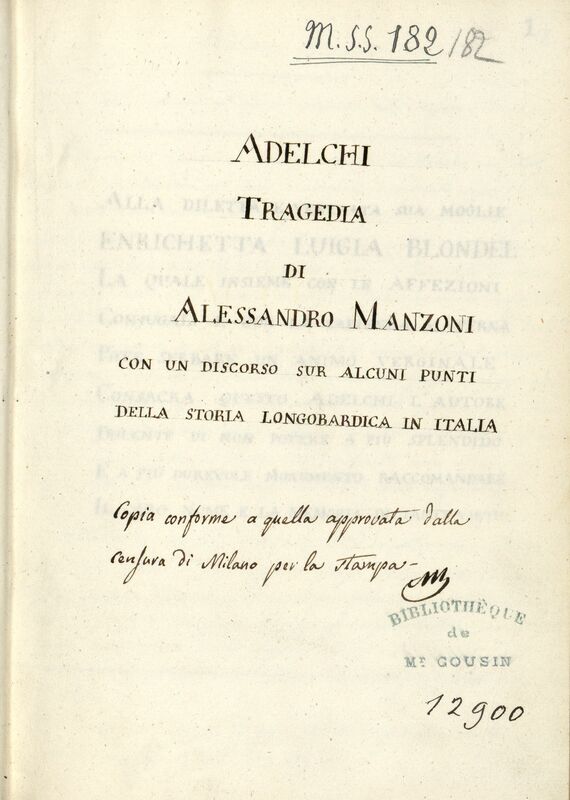 M.S.S. 182 /182
1
ADELCHI
TRAGEDIA
DI
ALESSANDRO MANZONI
CON UN DISCORSO SUR ALCUNI PUNTI
DELLA STORIA LONGOBARDICA IN ITALIA
Copia conforme a quella approvata dalla
censura di Milano per la stampa—
M
BIBLIOTHÈQUE
de
Mr. COUSIN
12900